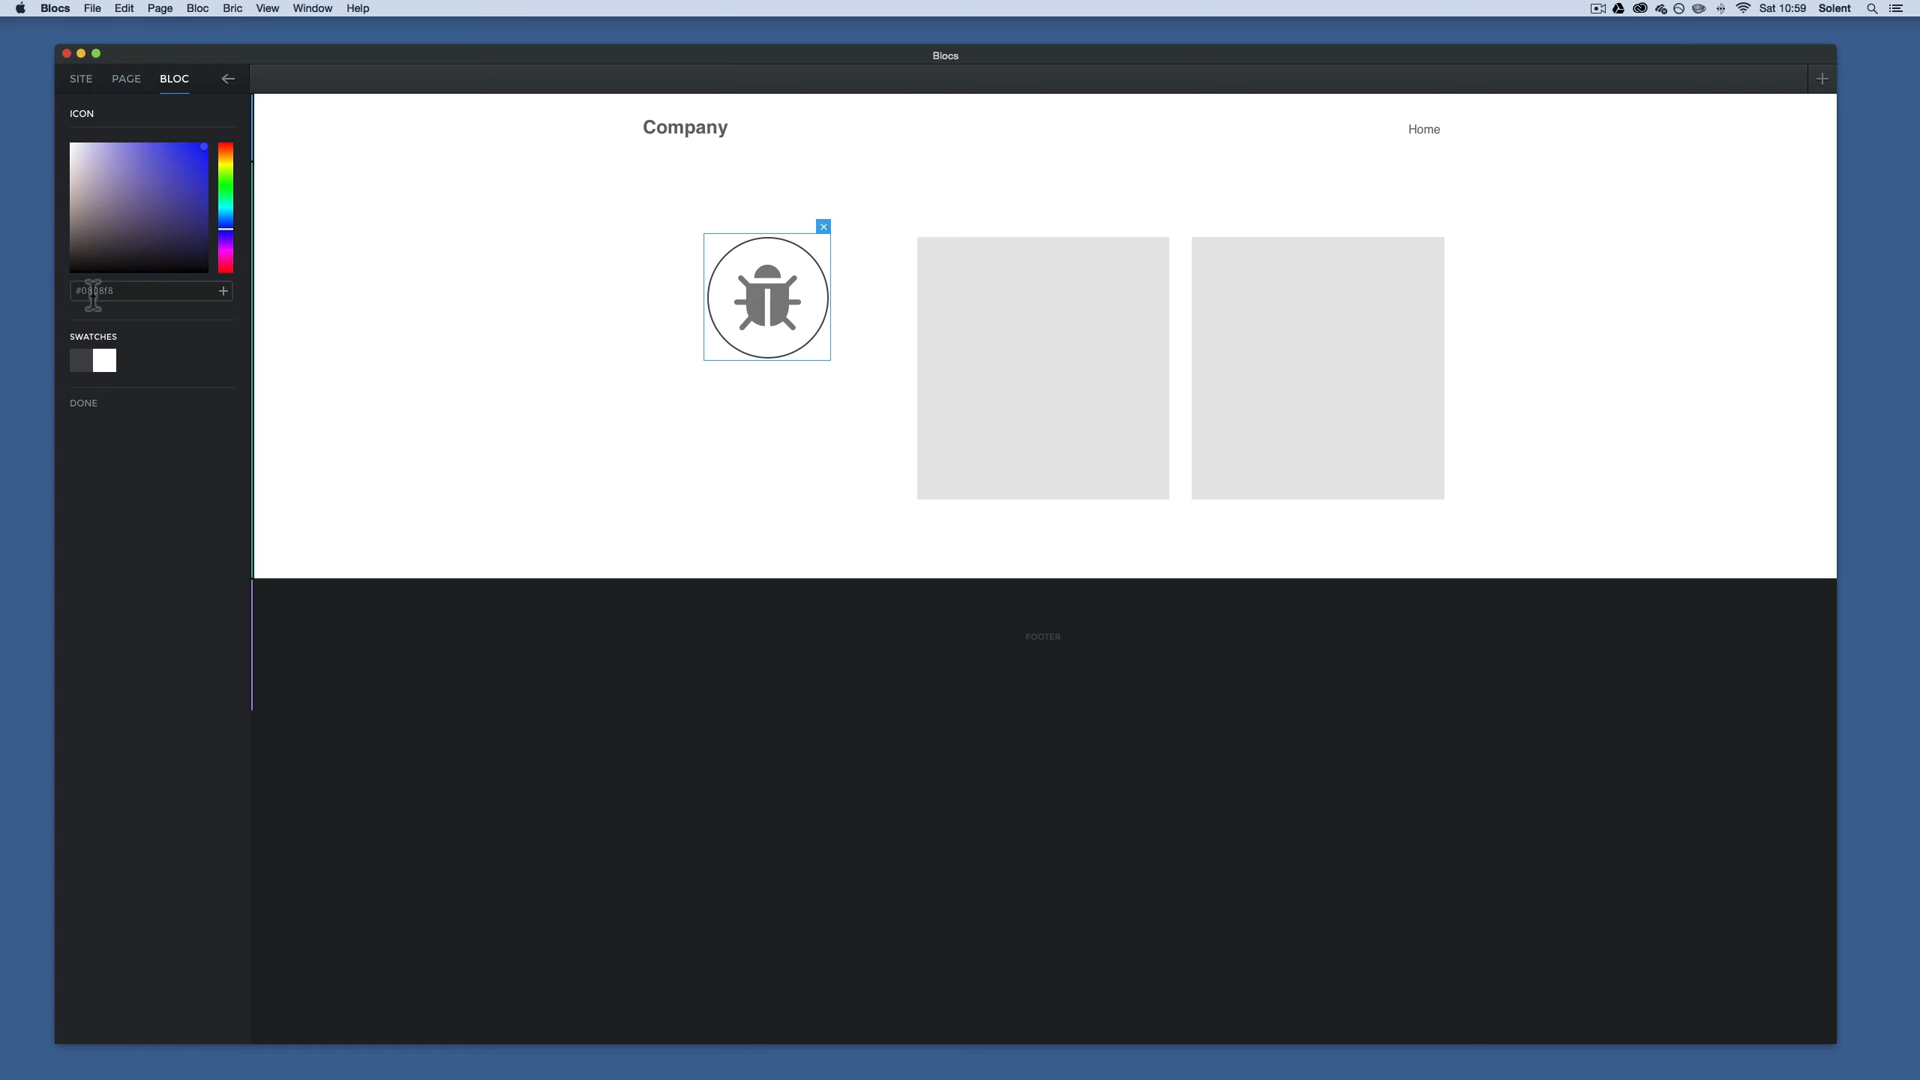 Blocs File Edit Page Bloc Bric View Window Help Sat 10:59 Solent
Blocs
SITE PAGE BLOC
ICON
Company Home
#0808f8
SWATCHES
DONE
FOOTER